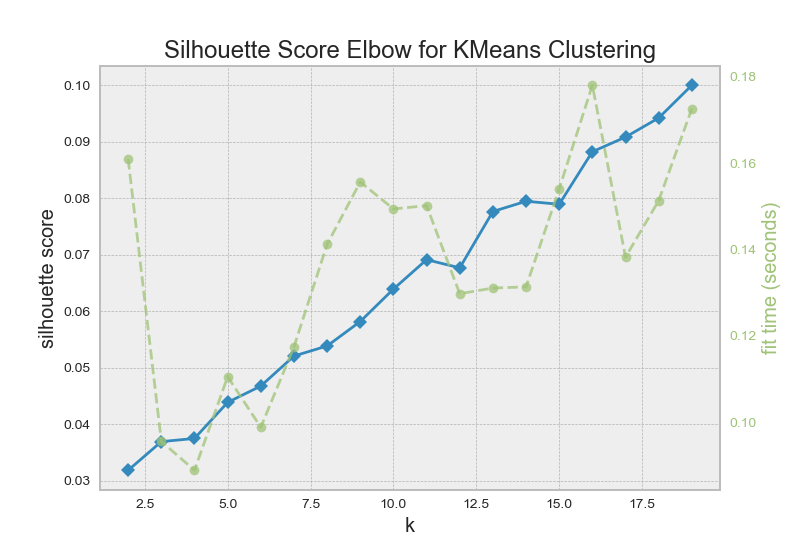 Silhouette Score Elbow for KMeans Clustering
0.10
0.09
0.08
0.07
0.06
0.05
0.04
0.03
silhouette score
0.18
0.16
0.14
0.12
0.10
fit time (seconds)
2.5 5.0 7.5 10.0 12.5 15.0 17.5
k